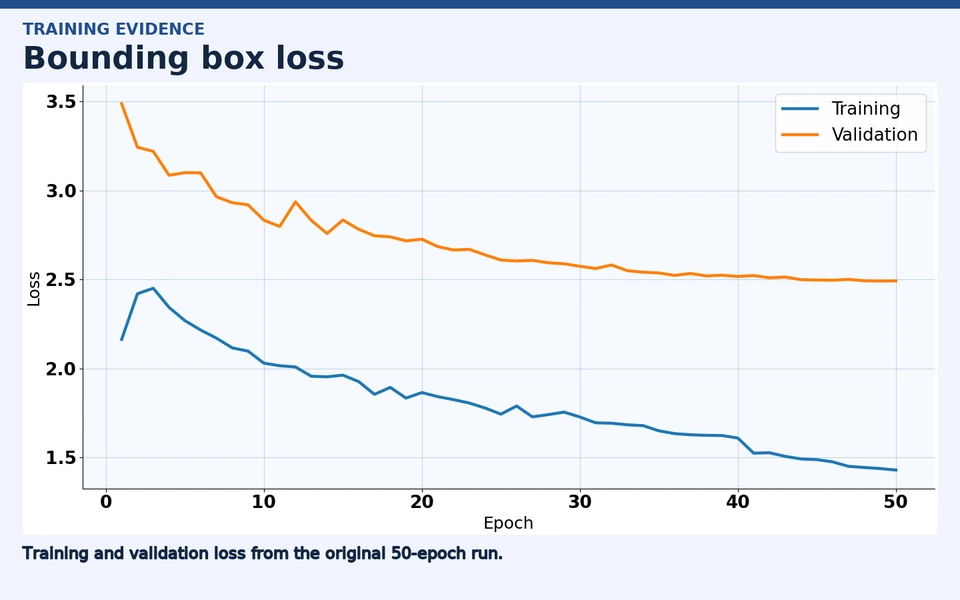 TRAINING EVIDENCE
Bounding box loss
3.5
3.0
2.5
2.0
1.5
Loss
Training
Validation
0 10 20 30 40 50
Epoch
Training and validation loss from the original 50-epoch run.